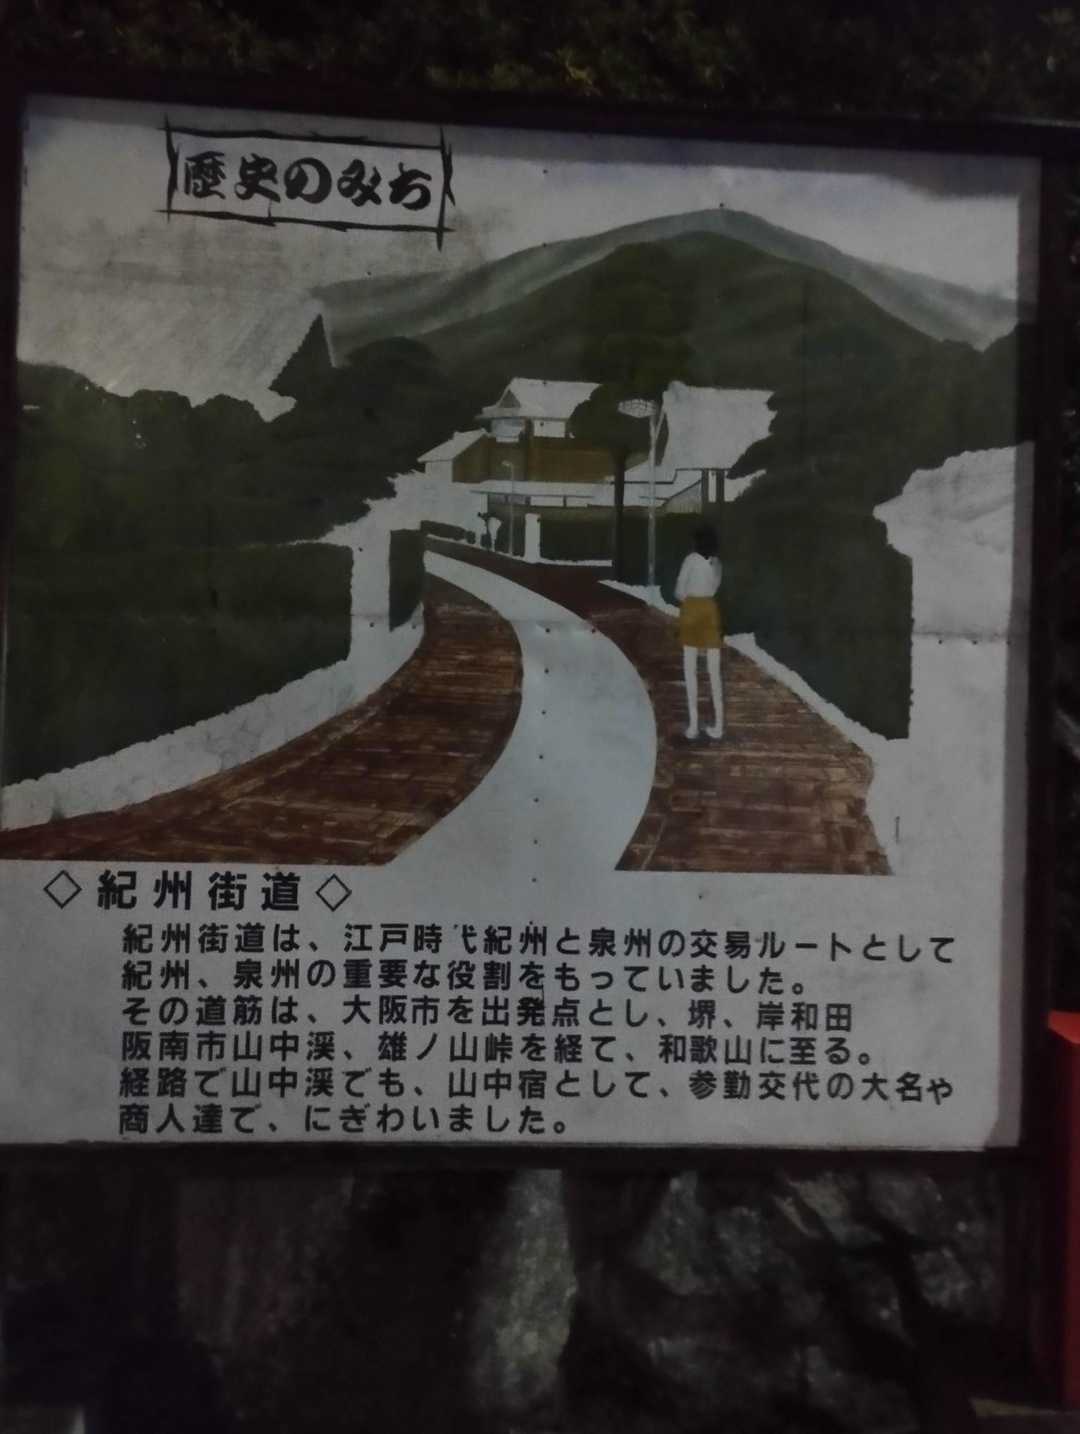 歴史のみち
◇紀州街道◇
紀州街道は、江戸時代紀州と泉州の交易ルートとして
紀州、泉州の重要な役割をもっていました。
その道筋は、大阪市を出発点とし、堺、岸和田
阪南市山中渓、雄ノ山峠を経て、和歌山に至る。
経路で山中渓でも、山中宿として、参勤交代の大名や
商人達で、にぎわいました。